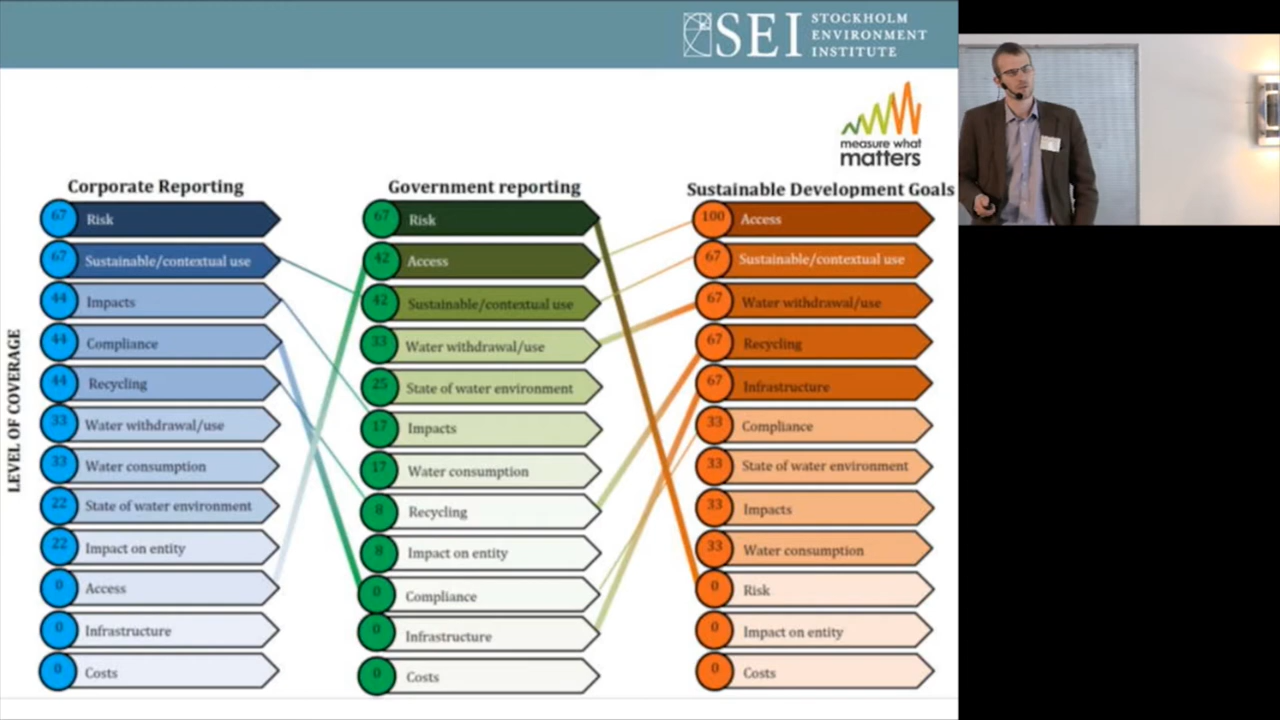 SEI
STOCKHOLM
ENVIRONMENT
INSTITUTE
measure what
matters
LEVEL OF COVERAGE
Corporate Reporting
67 Risk
67 Sustainable/contextual use
44 Impacts
44 Compliance
44 Recycling
33 Water withdrawal/use
33 Water consumption
22 State of water environment
22 Impact on entity
0 Access
0 Infrastructure
0 Costs
Government reporting
67 Risk
42 Access
42 Sustainable/contextual use
33 Water withdrawal/use
25 State of water environment
17 Impacts
17 Water consumption
8 Recycling
8 Impact on entity
0 Compliance
0 Infrastructure
0 Costs
Sustainable Development Goals
100 Access
67 Sustainable/contextual use
67 Water withdrawal/use
67 Recycling
67 Infrastructure
33 Compliance
33 State of water environment
33 Impacts
33 Water consumption
0 Risk
0 Impact on entity
0 Costs